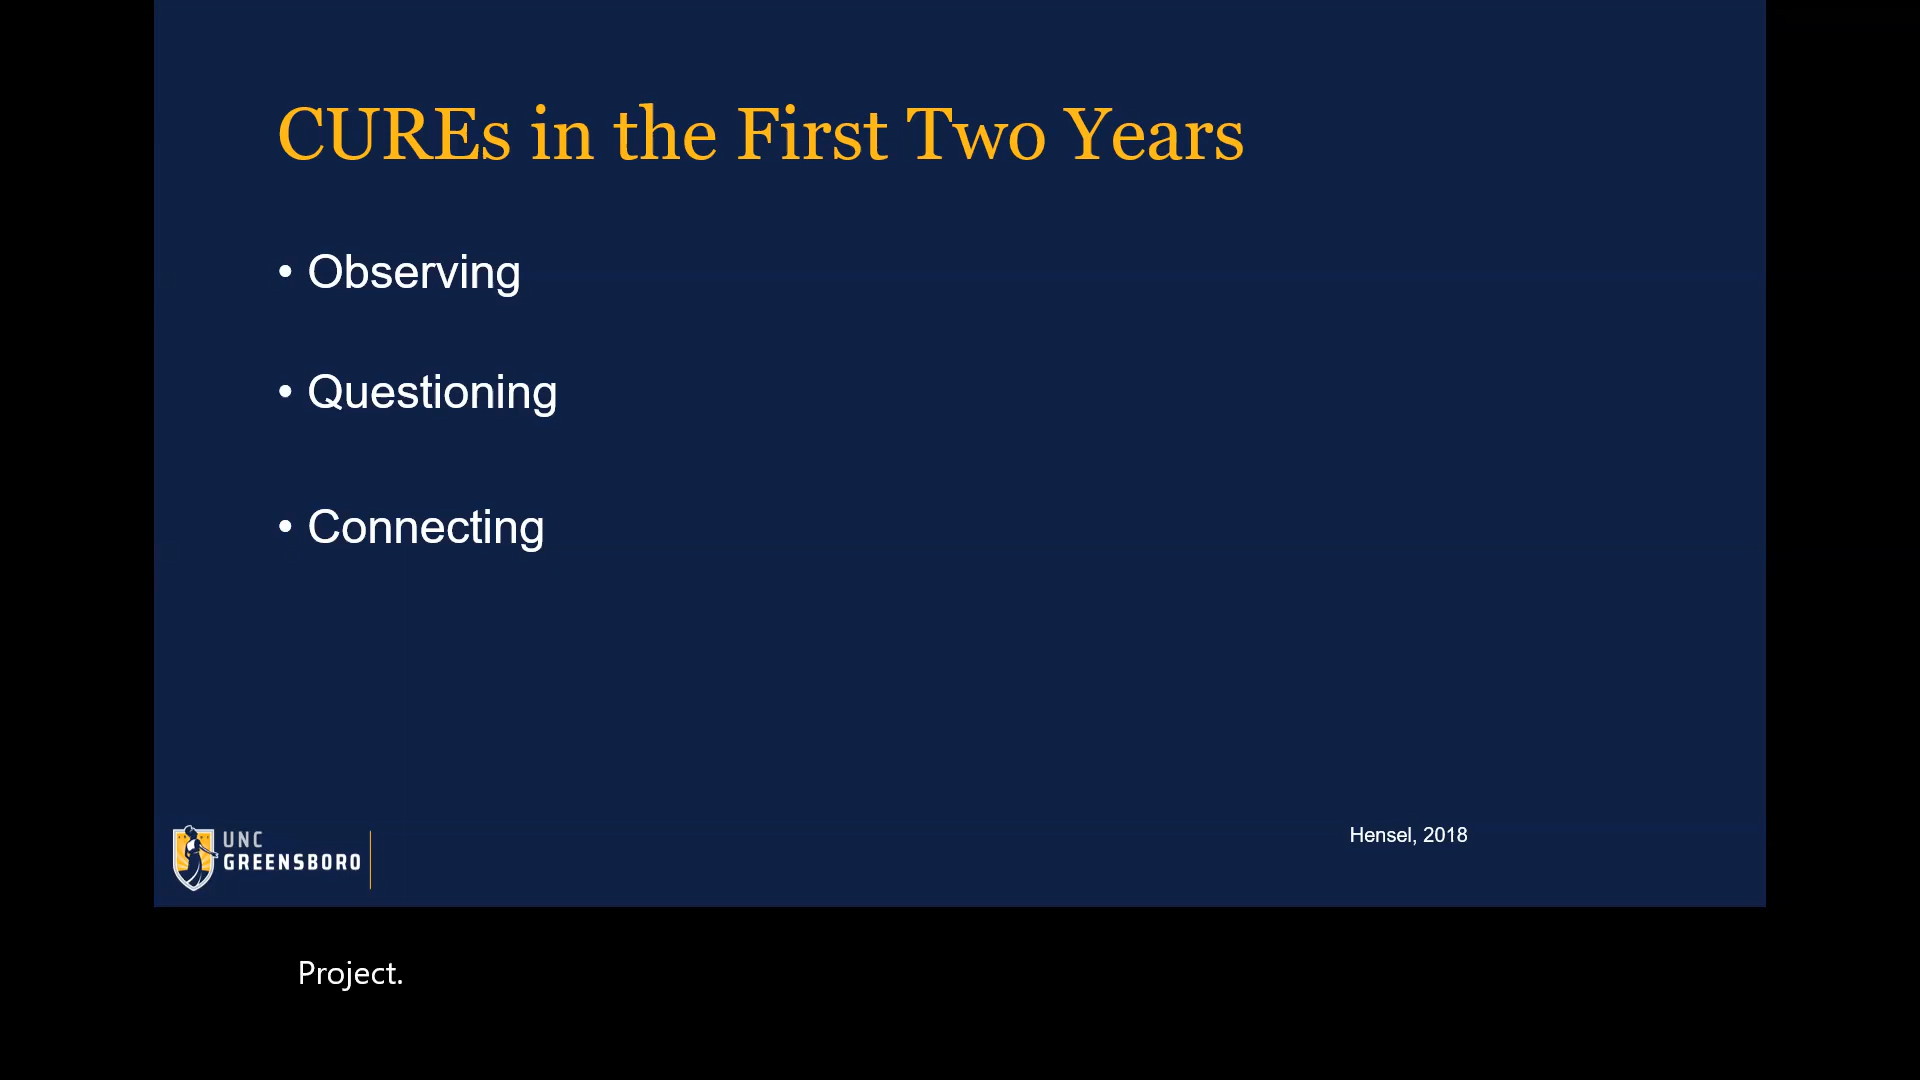 CUREs in the First Two Years
• Observing
• Questioning
• Connecting
UNC
GREENSBORO
Hensel, 2018
Project.